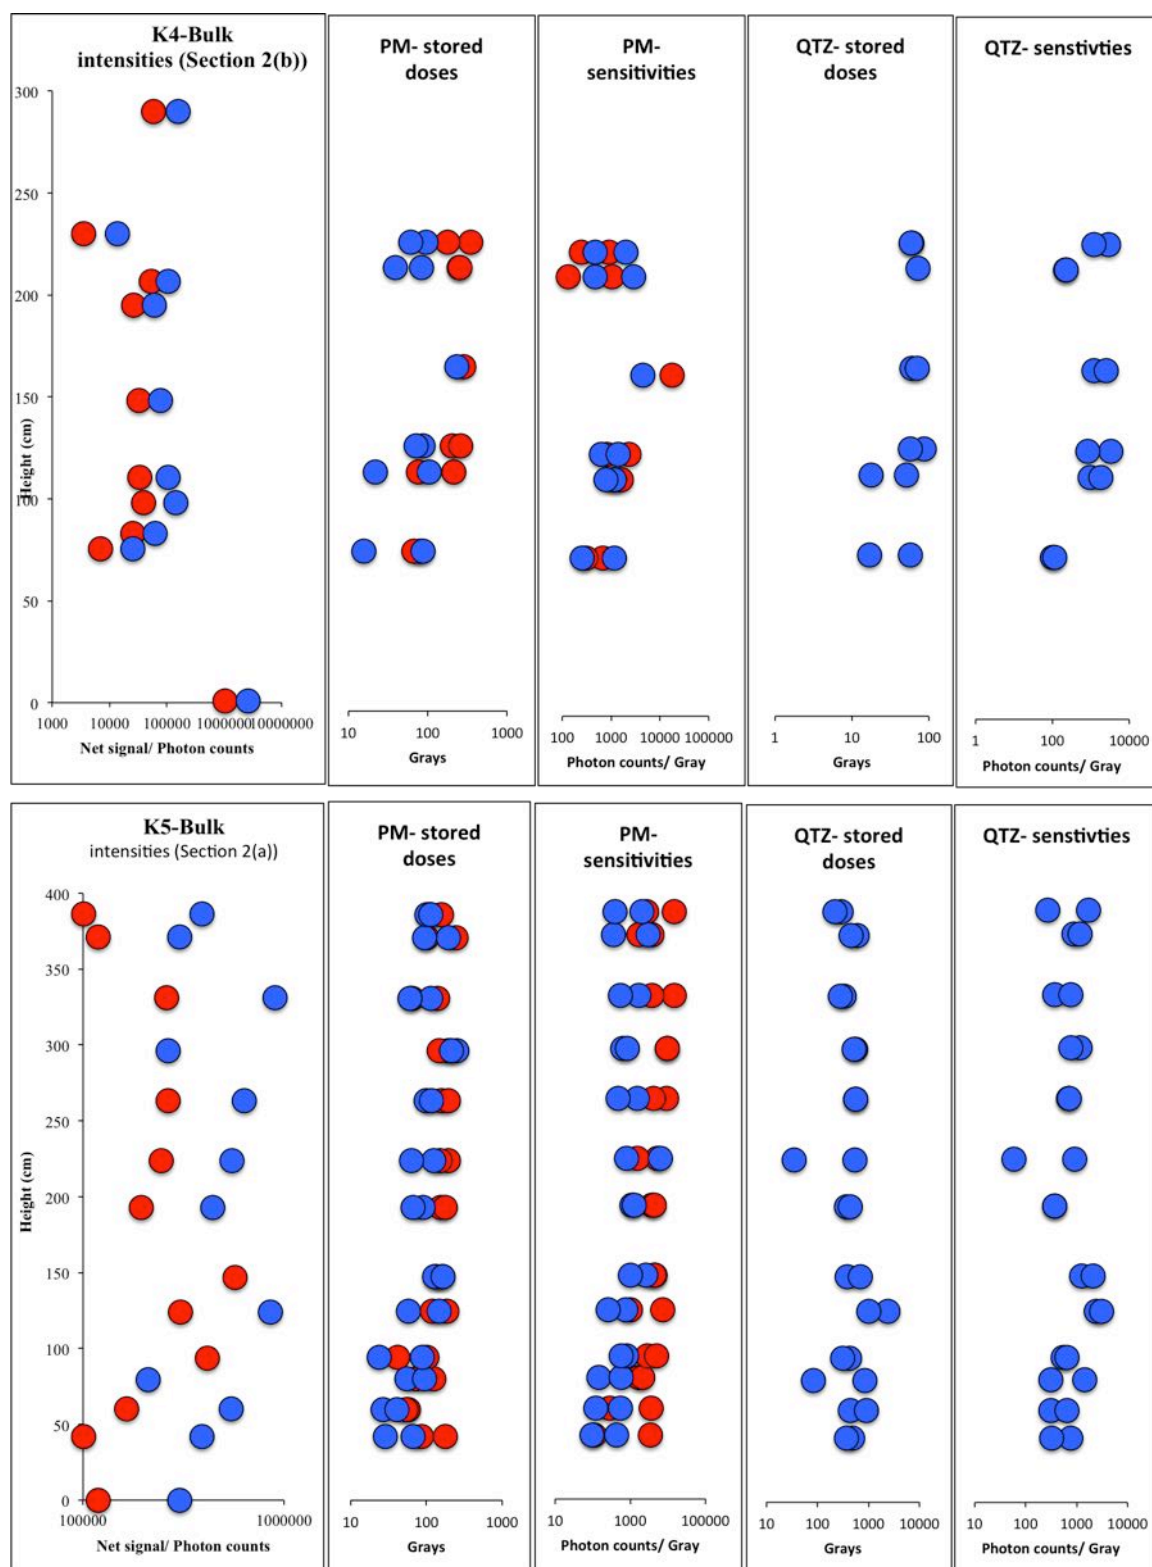 K4-Bulk
intensities (Section 2(b))
300
250
200
150
100
50
0
Height (cm)
1000 10000 100000 1000000 10000000
Net signal/ Photon counts
PM- stored
doses
10 100 1000
Grays
PM-
sensitivities
100 1000 10000 100000
Photon counts/ Gray
QTZ- stored
doses
1 10 100
Grays
QTZ- senstivties
1 100 10000
Photon counts/ Gray
K5-Bulk
intensities (Section 2(a))
400
350
300
250
200
150
100
50
0
Height (cm)
100000 1000000
Net signal/ Photon counts
PM- stored
doses
10 100 1000
Grays
PM-
sensitivities
10 1000 100000
Photon counts/ Gray
QTZ- stored
doses
10 100 1000 10000
Grays
QTZ- senstivties
10 100 1000 10000
Photon counts/ Gray